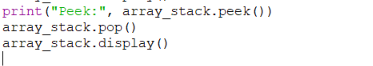 print("Peek:", array_stack.peek())
array_stack.pop()
array_stack.display()